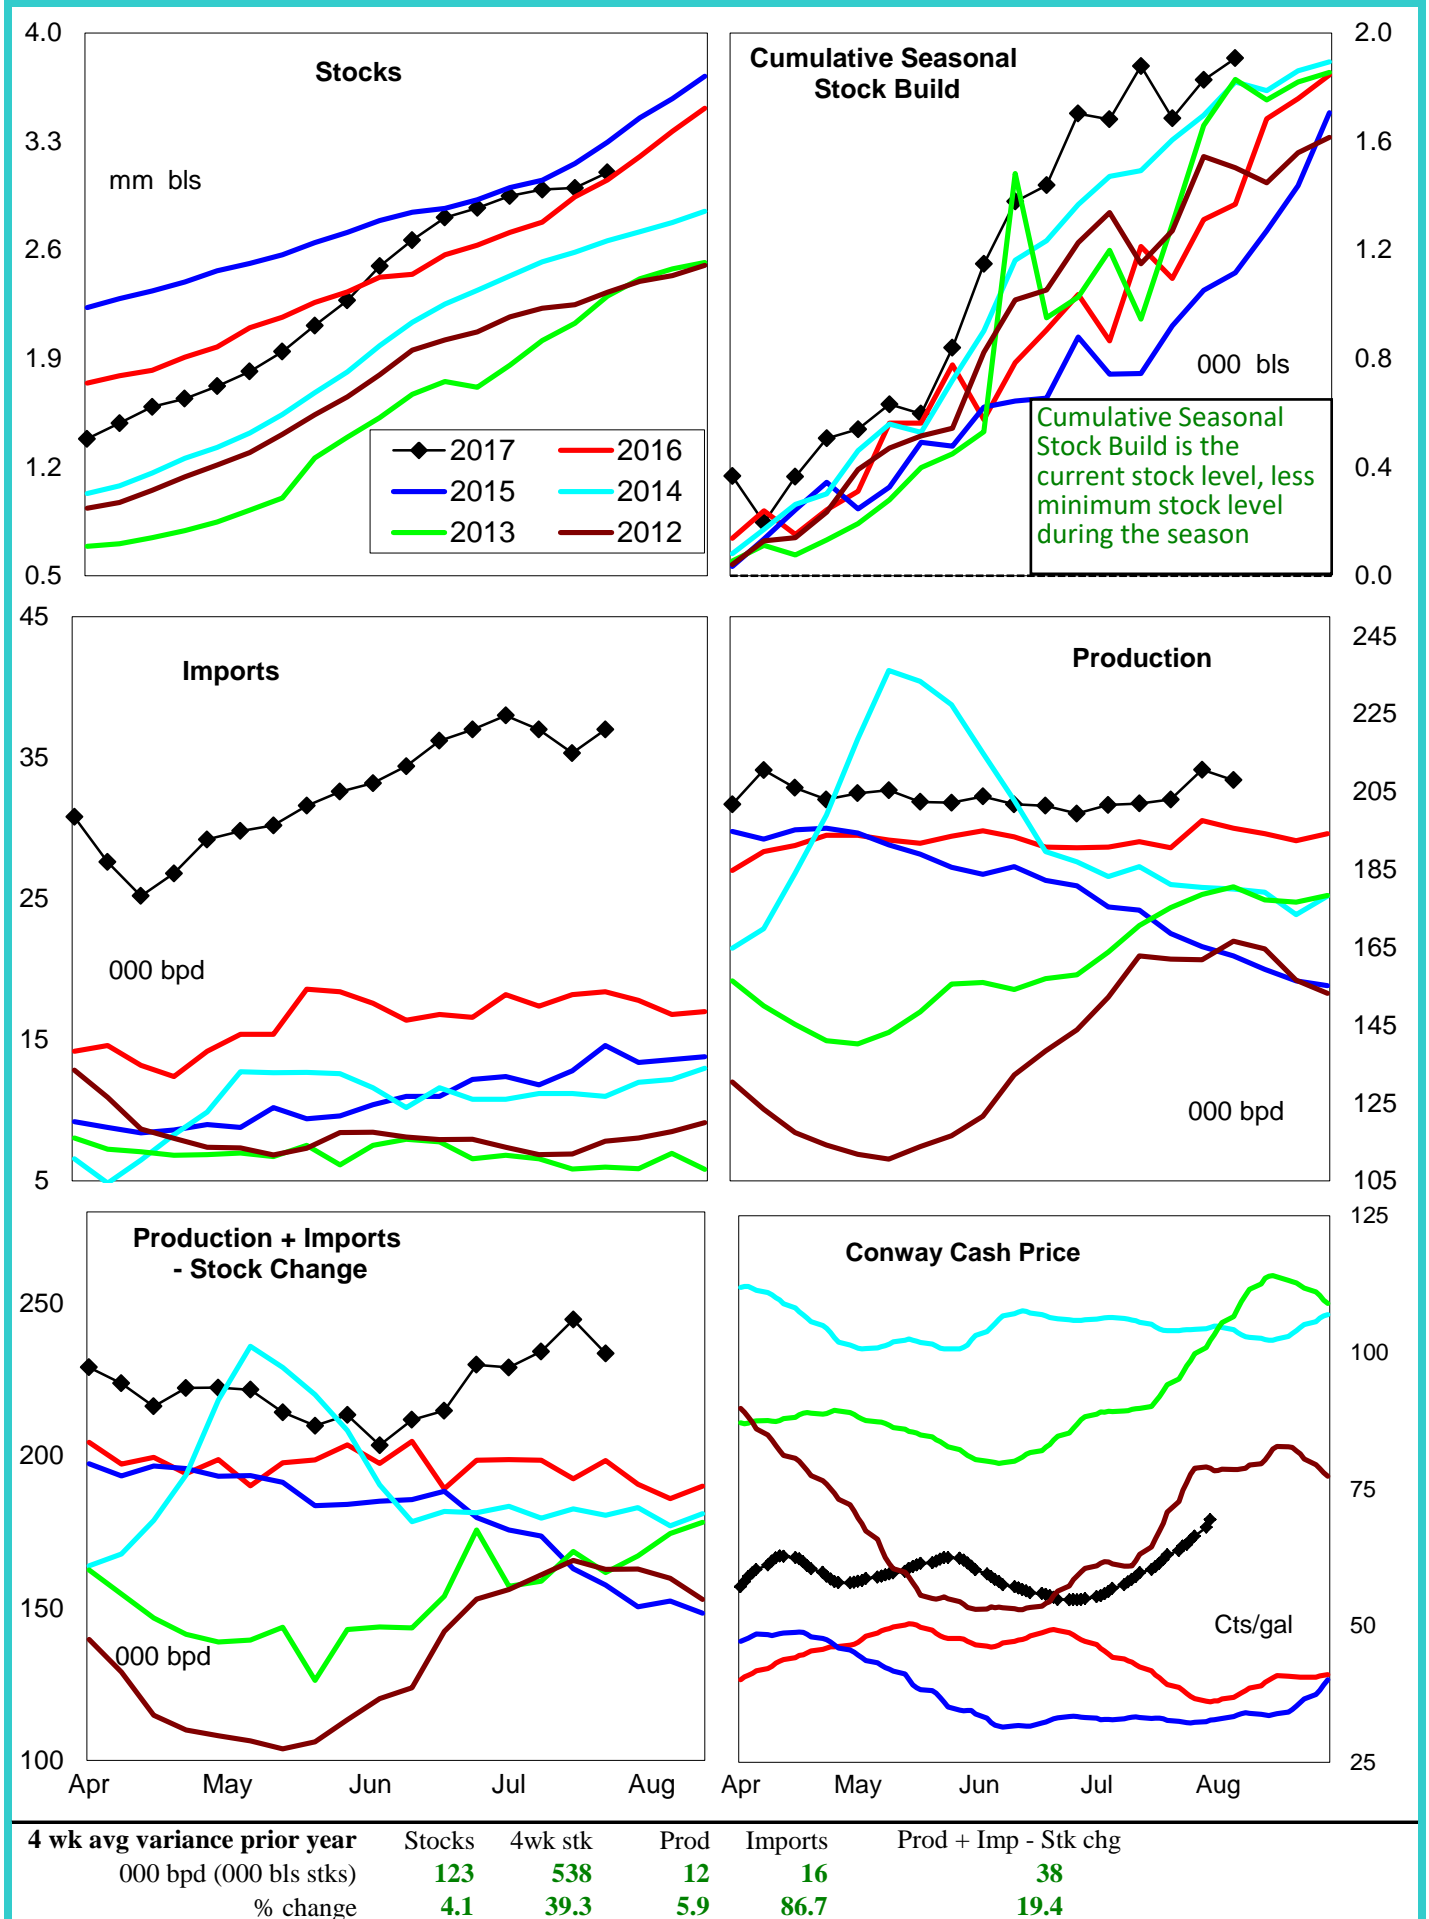 Stocks
mm bls
4.0
3.3
2.6
1.9
1.2
0.5
2017 2016
2015 2014
2013 2012
Cumulative Seasonal
Stock Build
2.0
1.6
1.2
0.8
0.4
0.0
000 bls
Cumulative Seasonal
Stock Build is the
current stock level, less
minimum stock level
during the season
Imports
45
35
25
15
5
000 bpd
Production
245
225
205
185
165
145
125
105
000 bpd
Production + Imports
- Stock Change
250
200
150
100
000 bpd
Apr May Jun Jul Aug
Conway Cash Price
125
100
75
50
25
Cts/gal
Apr May Jun Jul Aug
4 wk avg variance prior year Stocks 4wk stk Prod Imports Prod + Imp - Stk chg
000 bpd (000 bls stks) 123 538 12 16 38
% change 4.1 39.3 5.9 86.7 19.4